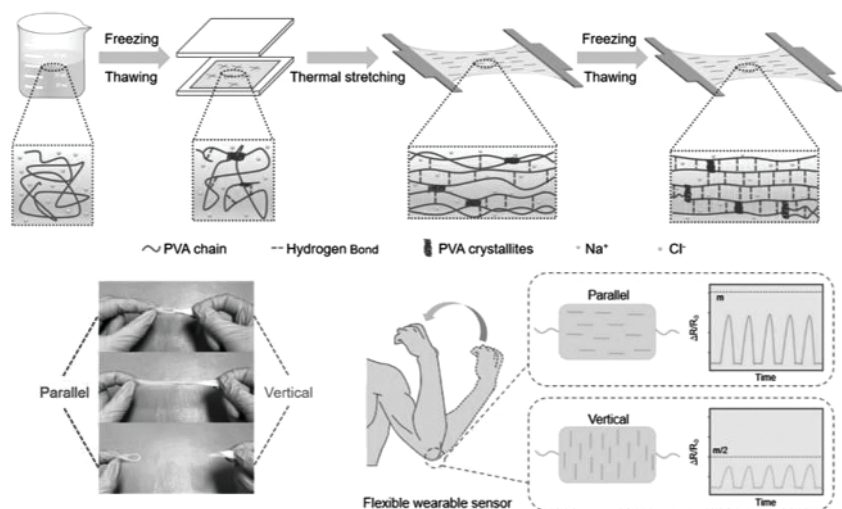 Freezing
Thawing
Thermal stretching
Freezing
Thawing
PVA chain
Hydrogen Bond
PVA crystallites
Na⁺
Cl⁻
Parallel
Vertical
Flexible wearable sensor
Parallel
ΔR/R₀
m
Time
Vertical
ΔR/R₀
m/2
Time